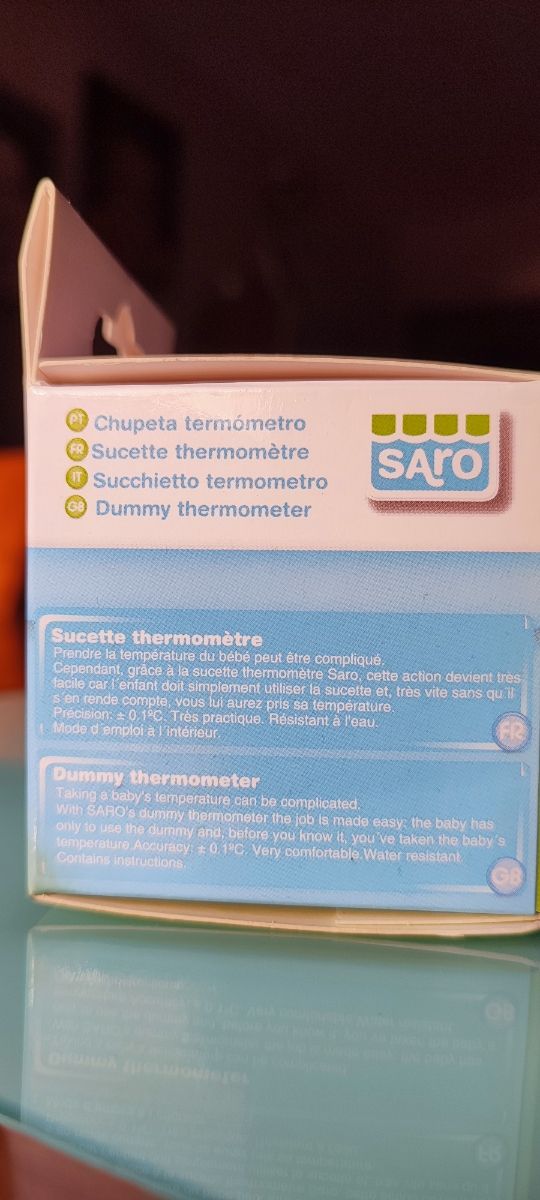 PT Chupeta termómetro
FR Sucette thermomètre
IT Succhietto termometro
GB Dummy thermometer
SARO
Sucette thermomètre
Prendre la température du bébé peut être compliqué.
Cependant, grâce à la sucette thermomètre Saro, cette action devient très
facile car l'enfant doit simplement utiliser la sucette et, très vite sans qu'il
s'en rende compte, vous lui aurez pris sa température.
Précision: ± 0.1ºC. Très practique. Résistant à l'eau.
Mode d'emploi à l'intérieur.
FR
Dummy thermometer
Taking a baby's temperature can be complicated.
With SARO's dummy thermometer the job is made easy: the baby has
only to use the dummy and, before you know it, you've taken the baby's
temperature.Accuracy: ± 0.1ºC. Very comfortable.Water resistant.
Contains instructions.
GB